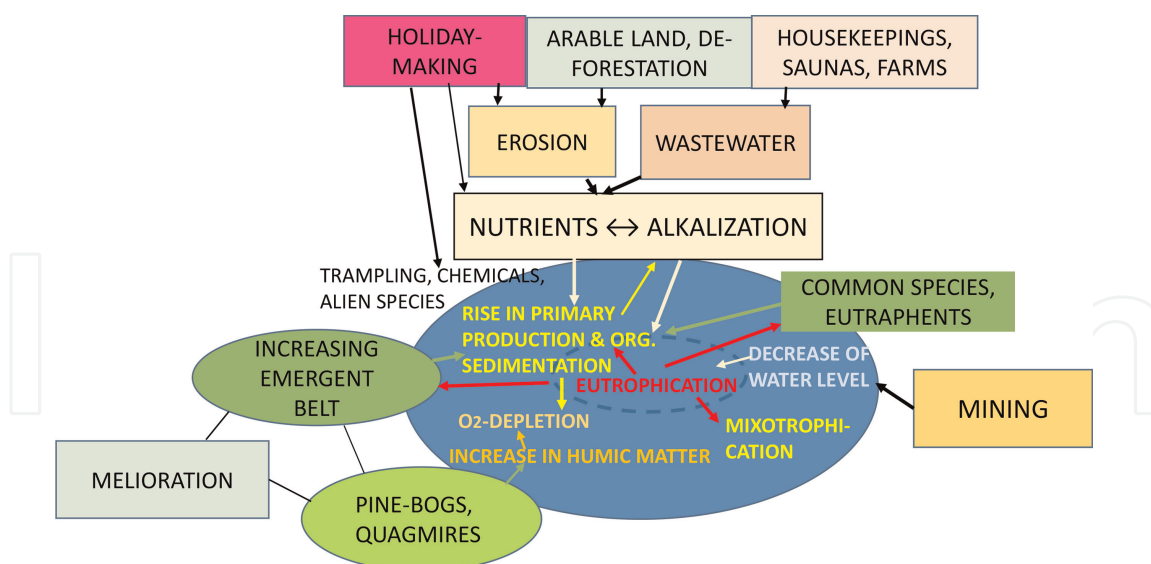 HOLIDAY-
MAKING
ARABLE LAND, DE-
FORESTATION
HOUSEKEEPINGS,
SAUNAS, FARMS
EROSION
WASTEWATER
NUTRIENTS ↔ ALKALIZATION
TRAMPLING, CHEMICALS,
ALIEN SPECIES
RISE IN PRIMARY
PRODUCTION & ORG.
SEDIMENTATION
COMMON SPECIES,
EUTRAPHENTS
INCREASING
EMERGENT
BELT
DECREASE OF
WATER LEVEL
EUTROPHICATION
MINING
O2-DEPLETION
MIXOTROPHI-
CATION
INCREASE IN HUMIC MATTER
MELIORATION
PINE-BOGS,
QUAGMIRES